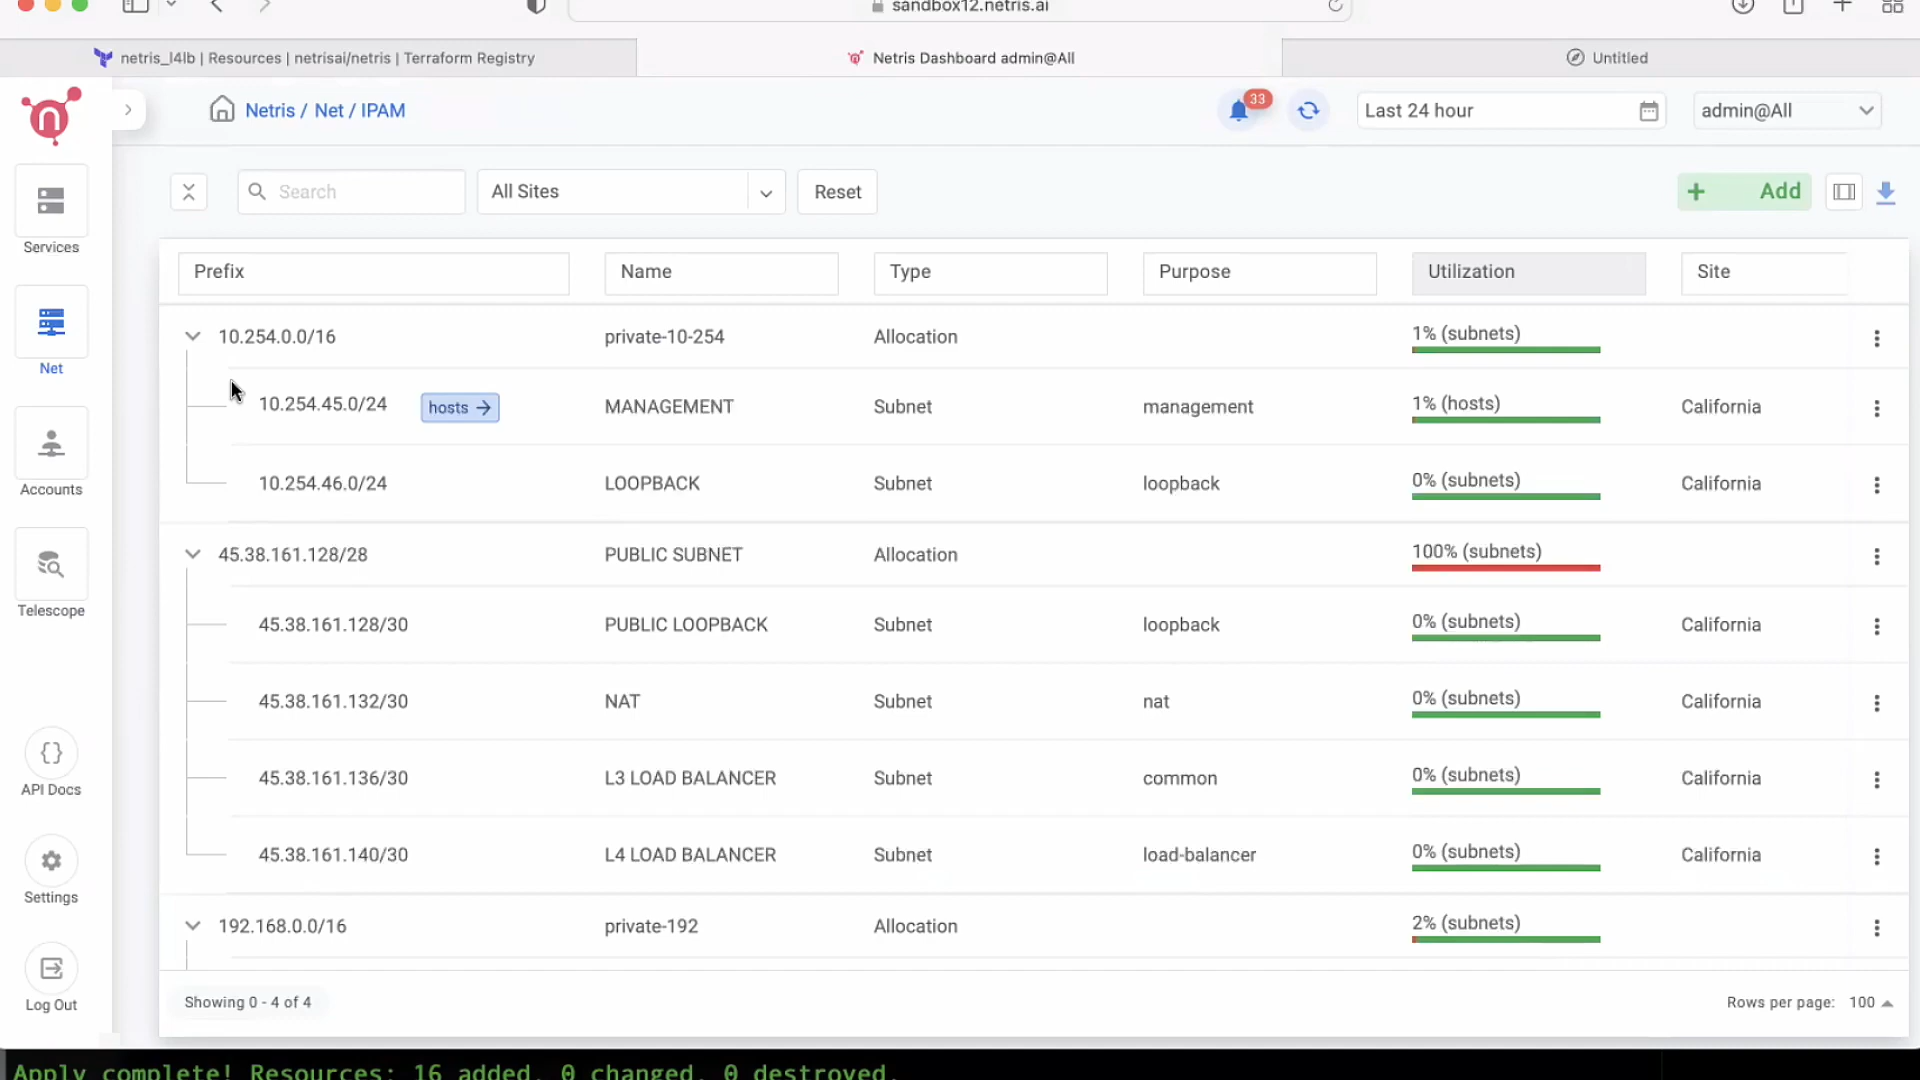 sandbox12.netris.ai
netris_l4lb | Resources | netrisai/netris | Terraform Registry
Netris Dashboard admin@All
Untitled
Netris / Net / IPAM
33
Last 24 hour
admin@All
Search
All Sites
Reset
+ Add
Prefix Name Type Purpose Utilization Site
10.254.0.0/16 private-10-254 Allocation 1% (subnets)
10.254.45.0/24 hosts → MANAGEMENT Subnet management 1% (hosts) California
10.254.46.0/24 LOOPBACK Subnet loopback 0% (subnets) California
45.38.161.128/28 PUBLIC SUBNET Allocation 100% (subnets)
45.38.161.128/30 PUBLIC LOOPBACK Subnet loopback 0% (subnets) California
45.38.161.132/30 NAT Subnet nat 0% (subnets) California
45.38.161.136/30 L3 LOAD BALANCER Subnet common 0% (subnets) California
45.38.161.140/30 L4 LOAD BALANCER Subnet load-balancer 0% (subnets) California
192.168.0.0/16 private-192 Allocation 2% (subnets)
Showing 0 - 4 of 4
Rows per page: 100
n
Services
Net
Accounts
Telescope
{}
API Docs
Settings
Log Out
Apply complete! Resources: 16 added, 0 changed, 0 destroyed.